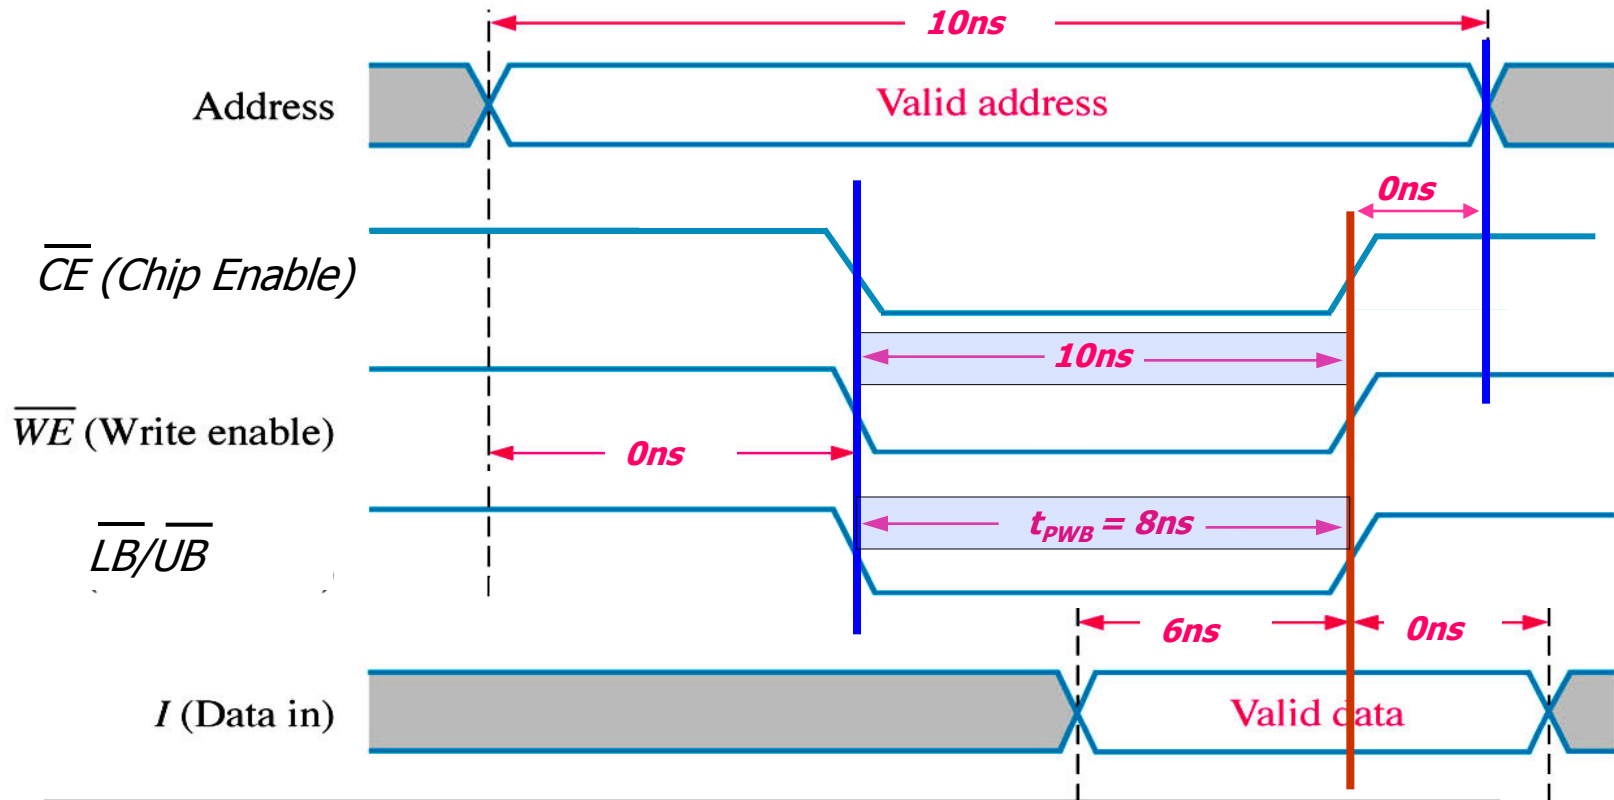 10ns
Address
Valid address
0ns
CE (Chip Enable)
10ns
WE (Write enable)
0ns
t_PWB = 8ns
LB/UB
6ns
0ns
I (Data in)
Valid data